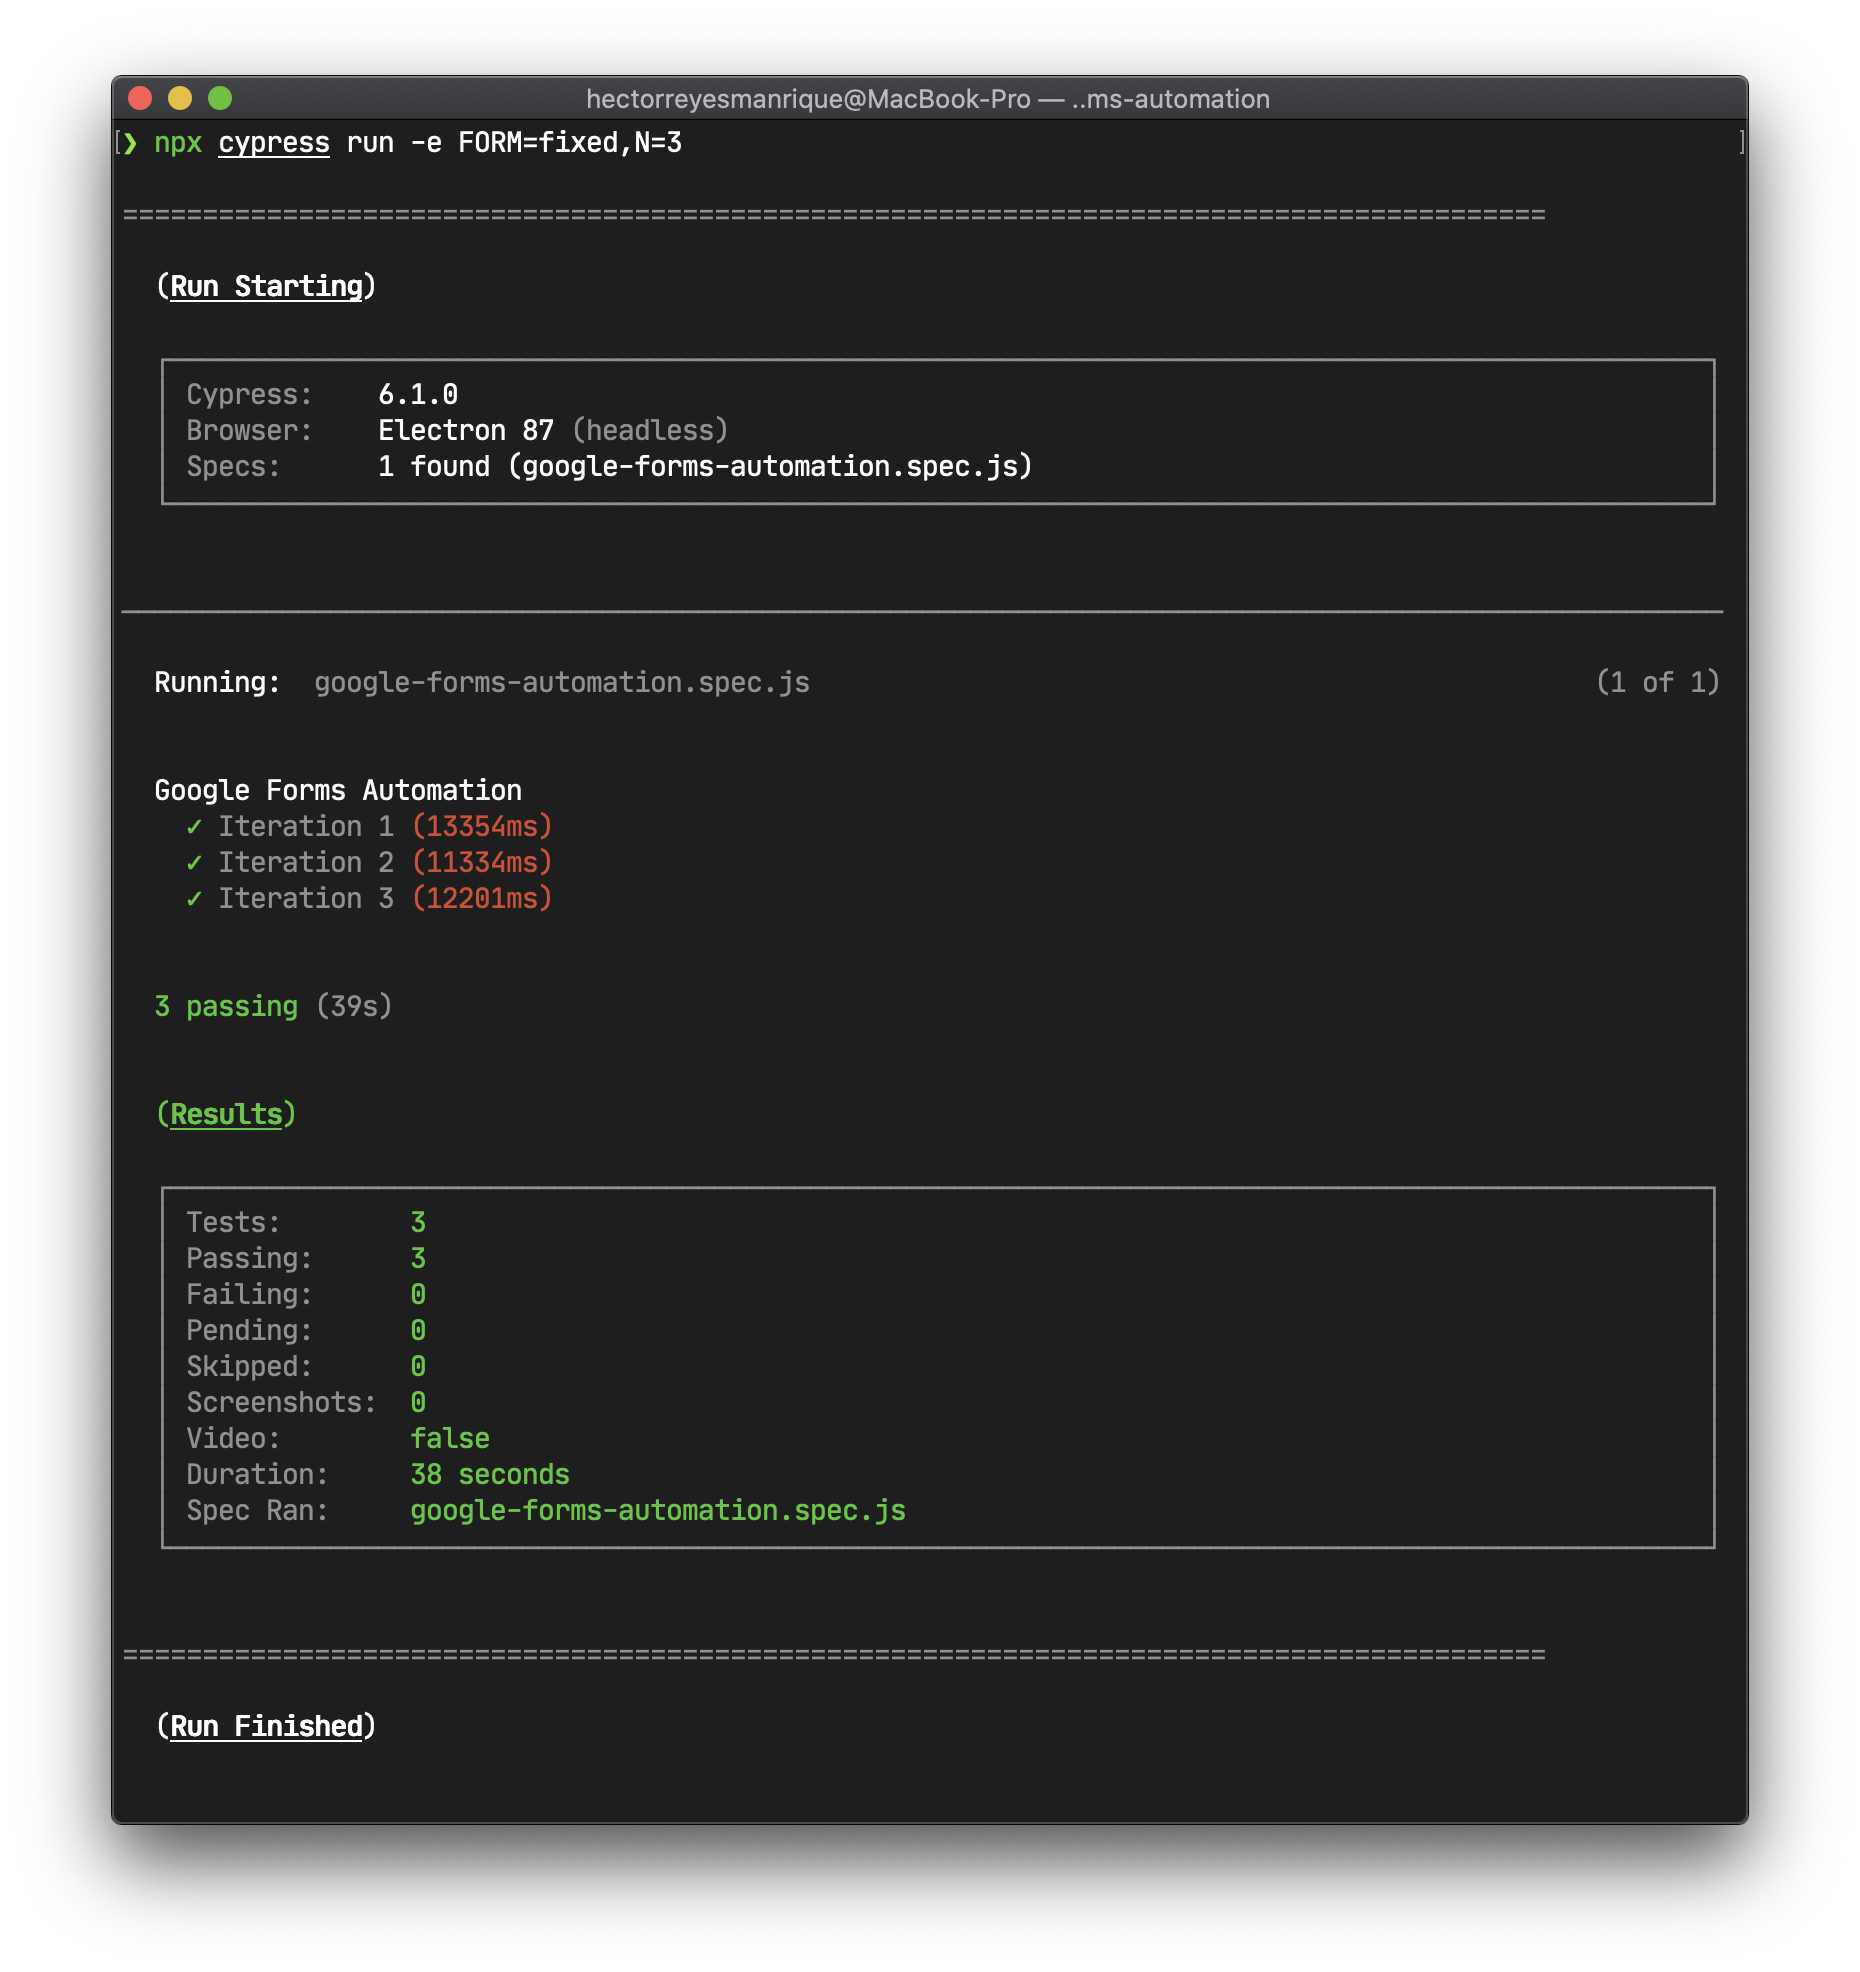 hectorreyesmanrique@MacBook-Pro — ..ms-automation
[❯ npx cypress run -e FORM=fixed,N=3 ]
=========================================================================================
(Run Starting)
Cypress: 6.1.0
Browser: Electron 87 (headless)
Specs: 1 found (google-forms-automation.spec.js)
Running: google-forms-automation.spec.js (1 of 1)
Google Forms Automation
✓ Iteration 1 (13354ms)
✓ Iteration 2 (11334ms)
✓ Iteration 3 (12201ms)
3 passing (39s)
(Results)
Tests: 3
Passing: 3
Failing: 0
Pending: 0
Skipped: 0
Screenshots: 0
Video: false
Duration: 38 seconds
Spec Ran: google-forms-automation.spec.js
=========================================================================================
(Run Finished)